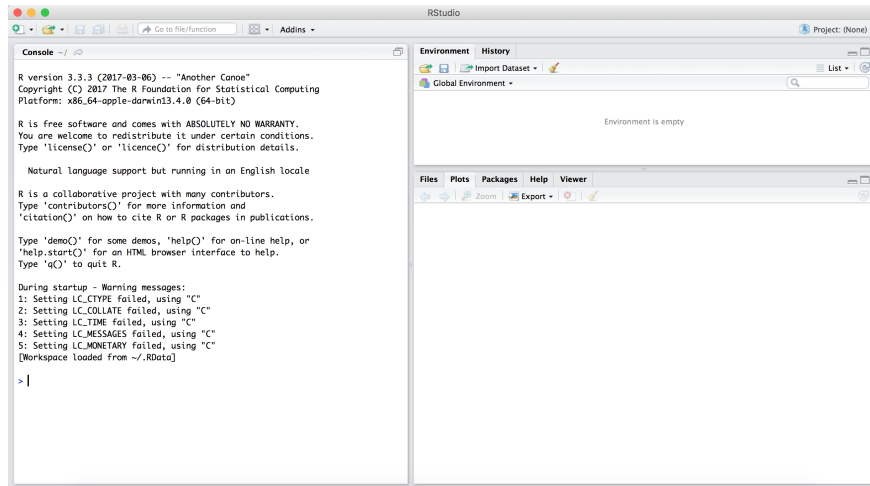 RStudio
Go to file/function
Addins
Project: (None)
Console ~/
R version 3.3.3 (2017-03-06) -- "Another Canoe"
Copyright (C) 2017 The R Foundation for Statistical Computing
Platform: x86_64-apple-darwin13.4.0 (64-bit)
R is free software and comes with ABSOLUTELY NO WARRANTY.
You are welcome to redistribute it under certain conditions.
Type 'license()' or 'licence()' for distribution details.
Natural language support but running in an English locale
R is a collaborative project with many contributors.
Type 'contributors()' for more information and
'citation()' on how to cite R or R packages in publications.
Type 'demo()' for some demos, 'help()' for on-line help, or
'help.start()' for an HTML browser interface to help.
Type 'q()' to quit R.
During startup - Warning messages:
1: Setting LC_CTYPE failed, using "C"
2: Setting LC_COLLATE failed, using "C"
3: Setting LC_TIME failed, using "C"
4: Setting LC_MESSAGES failed, using "C"
5: Setting LC_MONETARY failed, using "C"
[Workspace loaded from ~/.RData]
>
Environment History
Import Dataset List
Global Environment
Environment is empty
Files Plots Packages Help Viewer
Zoom Export